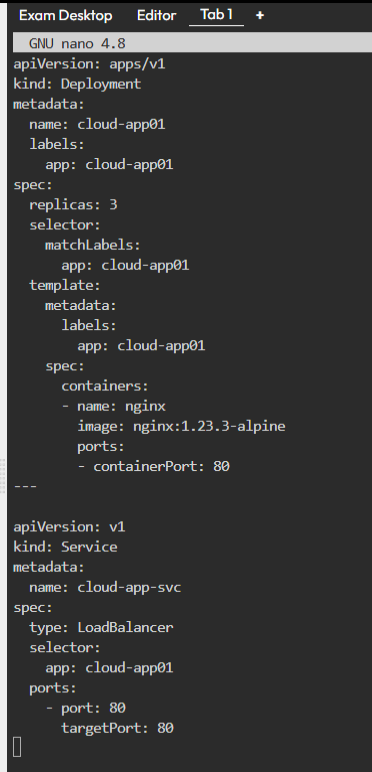 Exam Desktop Editor Tab 1 +
GNU nano 4.8
apiVersion: apps/v1
kind: Deployment
metadata:
  name: cloud-app01
  labels:
    app: cloud-app01
spec:
  replicas: 3
  selector:
    matchLabels:
      app: cloud-app01
  template:
    metadata:
      labels:
        app: cloud-app01
    spec:
      containers:
      - name: nginx
        image: nginx:1.23.3-alpine
        ports:
        - containerPort: 80
---
apiVersion: v1
kind: Service
metadata:
  name: cloud-app-svc
spec:
  type: LoadBalancer
  selector:
    app: cloud-app01
  ports:
    - port: 80
      targetPort: 80